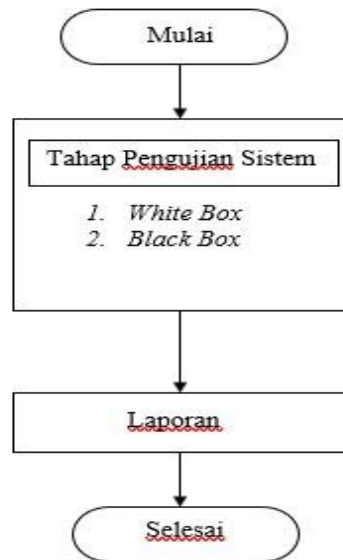 Mulai
Tahap Pengujian Sistem
1. White Box
2. Black Box
Laporan
Selesai